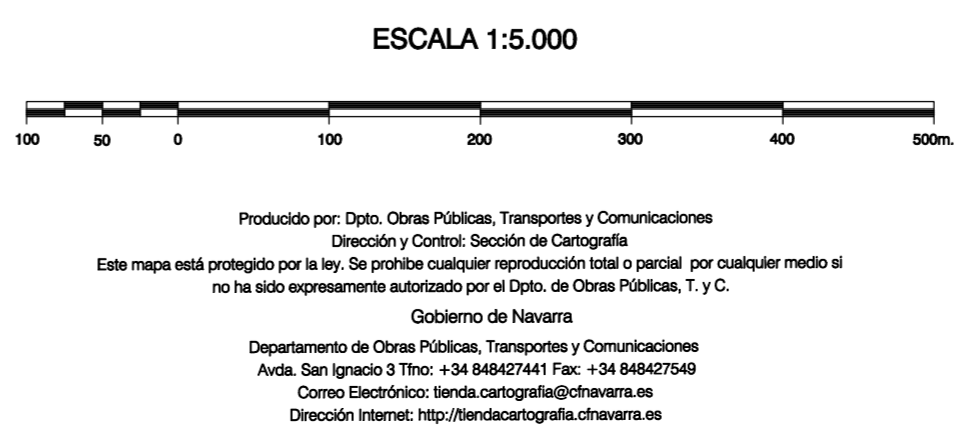 ESCALA 1:5.000
100 50 0 100 200 300 400 500m.
Producido por: Dpto. Obras Públicas, Transportes y Comunicaciones
Dirección y Control: Sección de Cartografía
Este mapa está protegido por la ley. Se prohibe cualquier reproducción total o parcial por cualquier medio si
no ha sido expresamente autorizado por el Dpto. de Obras Públicas, T. y C.
Gobierno de Navarra
Departamento de Obras Públicas, Transportes y Comunicaciones
Avda. San Ignacio 3 Tfno: +34 848427441 Fax: +34 848427549
Correo Electrónico: tienda.cartografia@cfnavarra.es
Dirección Internet: http://tiendacartografia.cfnavarra.es